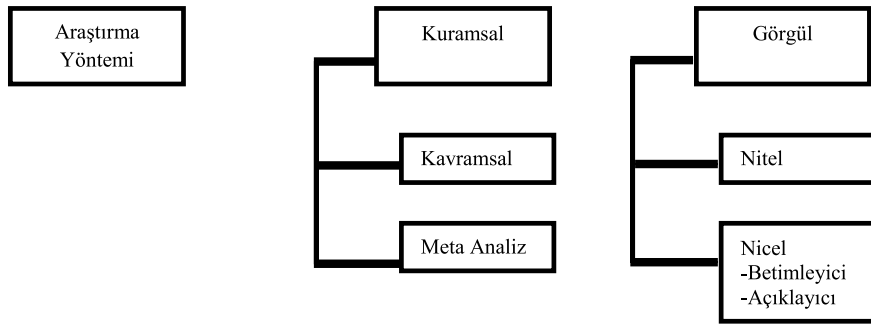 Araştırma
Yöntemi
Kuramsal
Kavramsal
Meta Analiz
Görgül
Nitel
Nicel
-Betimleyici
-Açıklayıcı